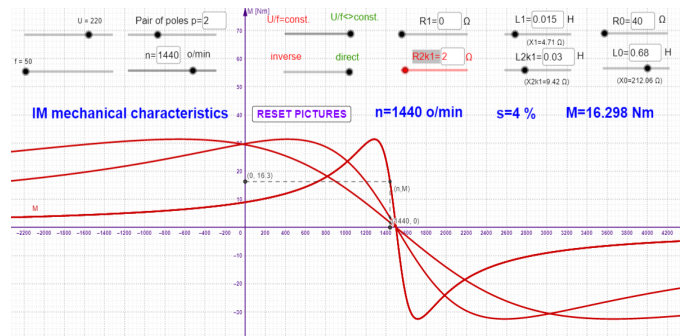 U = 220
Pair of poles p= 2
U/f=const.
U/f<>const.
R1= 0 Ω
L1= 0.015 H
R0= 40 Ω
(X1=4.71 Ω)
f = 50
n= 1440 o/min
inverse
direct
R2k1= 2 Ω
L2k1= 0.03 H
L0= 0.68 H
(X2k1=9.42 Ω)
(X0=212.06 Ω)
IM mechanical characteristics
RESET PICTURES
n=1440 o/min
s=4 %
M=16.298 Nm
M [Nm]
70
60
50
40
30
20
10
0
-10
-20
-30
(0, 16.3)
(n,M)
M
(1440, 0)
-2200 -2000 -1800 -1600 -1400 -1200 -1000 -800 -600 -400 -200 0 200 400 600 800 1000 1200 1400 1600 1800 2000 2200 2400 2600 2800 3000 3200 3400 3600 3800 4000 4200